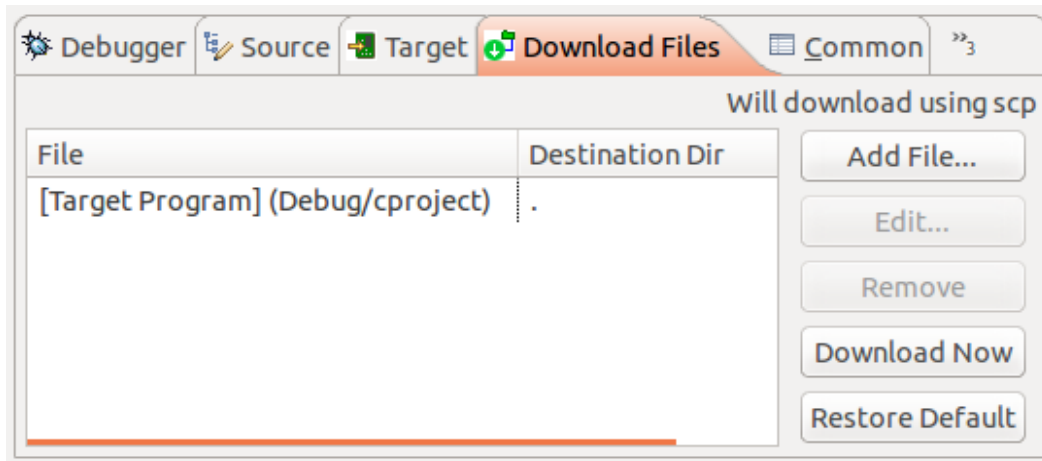 Debugger Source Target Download Files Common »3
Will download using scp
File Destination Dir
[Target Program] (Debug/cproject) .
Add File...
Edit...
Remove
Download Now
Restore Default